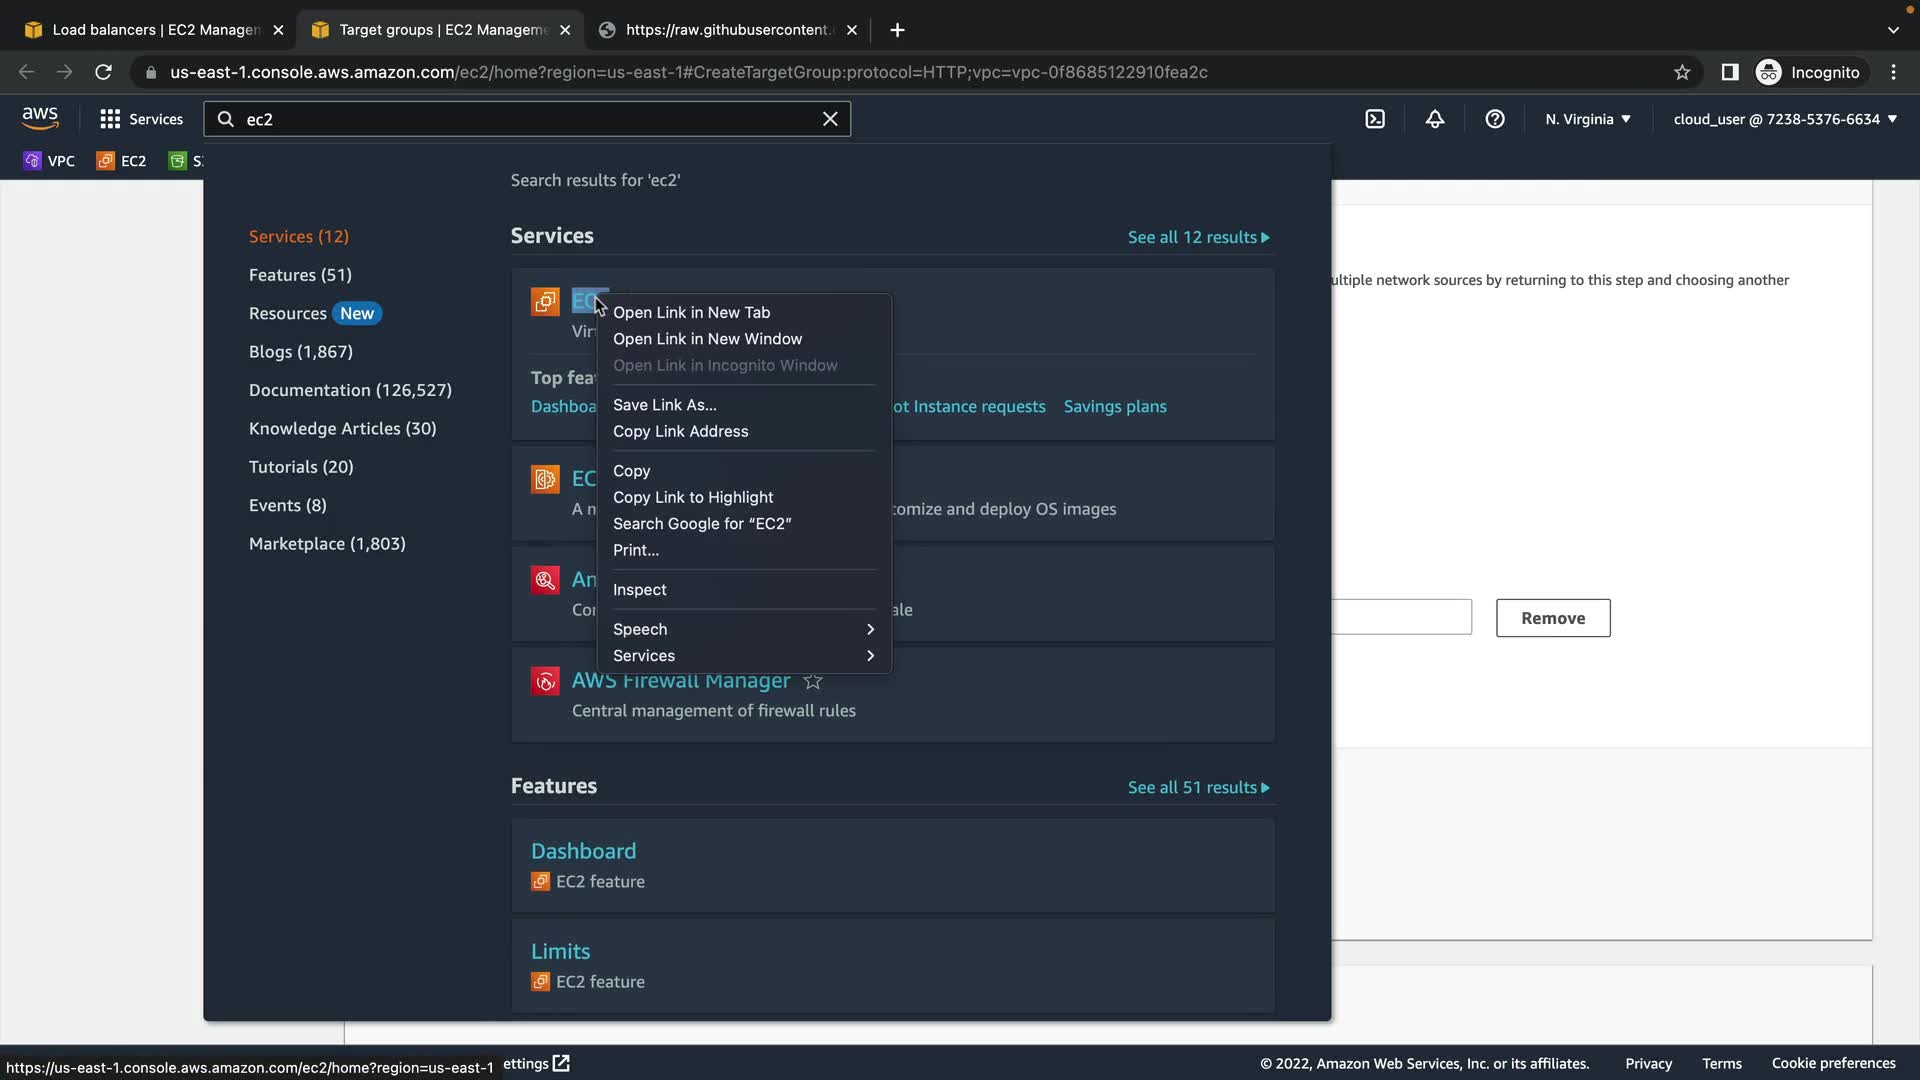 Load balancers | EC2 Managem
Target groups | EC2 Manageme
https://raw.githubusercontent.
us-east-1.console.aws.amazon.com/ec2/home?region=us-east-1#CreateTargetGroup:protocol=HTTP;vpc=vpc-0f8685122910fea2c
Incognito
aws
Services
ec2
N. Virginia
cloud_user @ 7238-5376-6634
VPC
EC2
S
Search results for 'ec2'
Services (12)
Features (51)
Resources New
Blogs (1,867)
Documentation (126,527)
Knowledge Articles (30)
Tutorials (20)
Events (8)
Marketplace (1,803)
Services
See all 12 results
EC
Vir
Top fea
Dashboa
ot Instance requests
Savings plans
EC
A m
tomize and deploy OS images
An
Con
ale
AWS Firewall Manager
Central management of firewall rules
Features
See all 51 results
Dashboard
EC2 feature
Limits
EC2 feature
Open Link in New Tab
Open Link in New Window
Open Link in Incognito Window
Save Link As...
Copy Link Address
Copy
Copy Link to Highlight
Search Google for “EC2”
Print...
Inspect
Speech
Services
ultiple network sources by returning to this step and choosing another
Remove
https://us-east-1.console.aws.amazon.com/ec2/home?region=us-east-1
ettings
© 2022, Amazon Web Services, Inc. or its affiliates.
Privacy
Terms
Cookie preferences